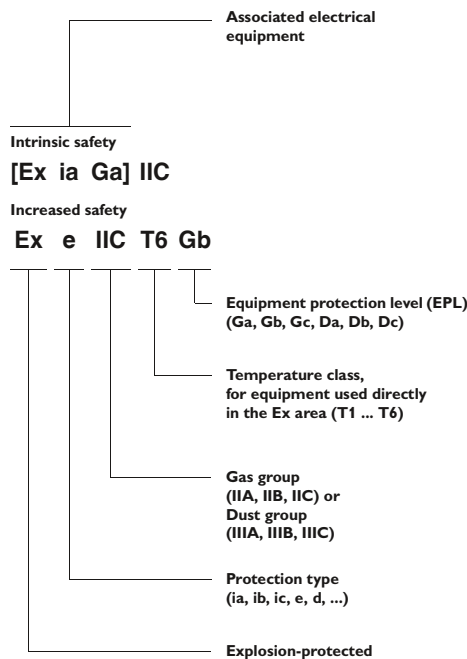 Associated electrical
equipment
Intrinsic safety
[Ex ia Ga] IIC
Increased safety
Ex e IIC T6 Gb
Equipment protection level (EPL)
(Ga, Gb, Gc, Da, Db, Dc)
Temperature class,
for equipment used directly
in the Ex area (T1 ... T6)
Gas group
(IIA, IIB, IIC) or
Dust group
(IIIA, IIIB, IIIC)
Protection type
(ia, ib, ic, e, d, ...)
Explosion-protected